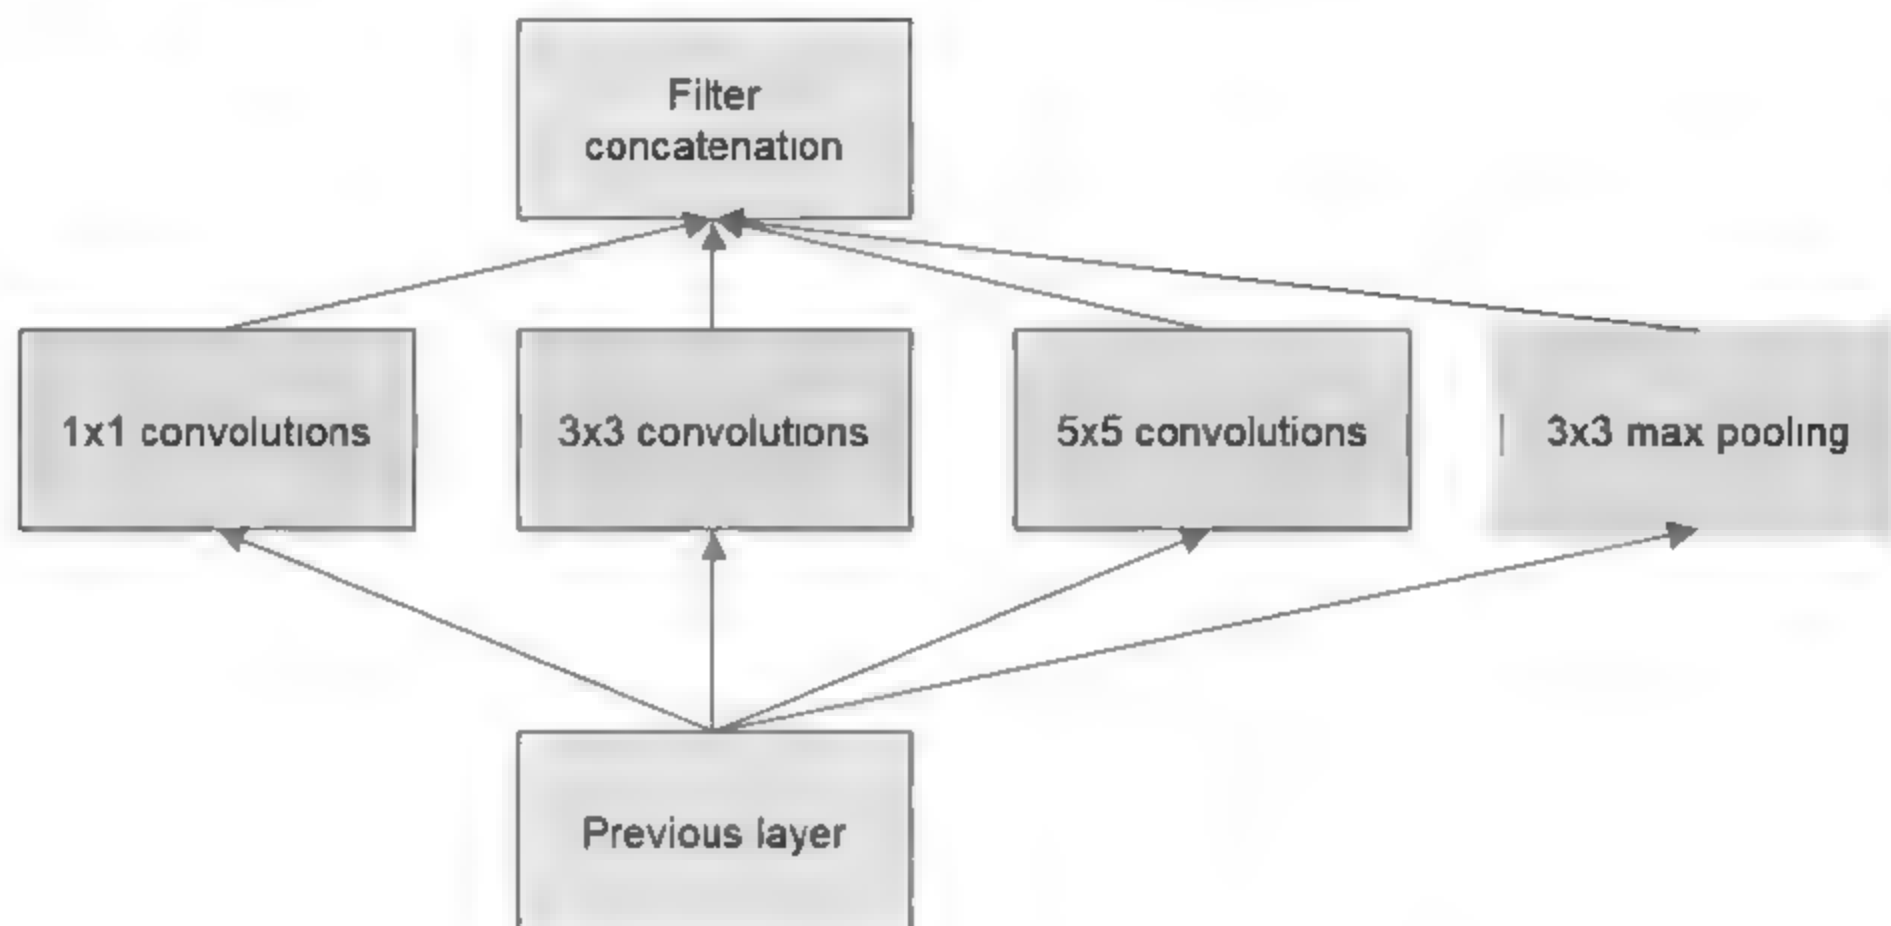 Filter
concatenation
1x1 convolutions
3x3 convolutions
5x5 convolutions
3x3 max pooling
Previous layer